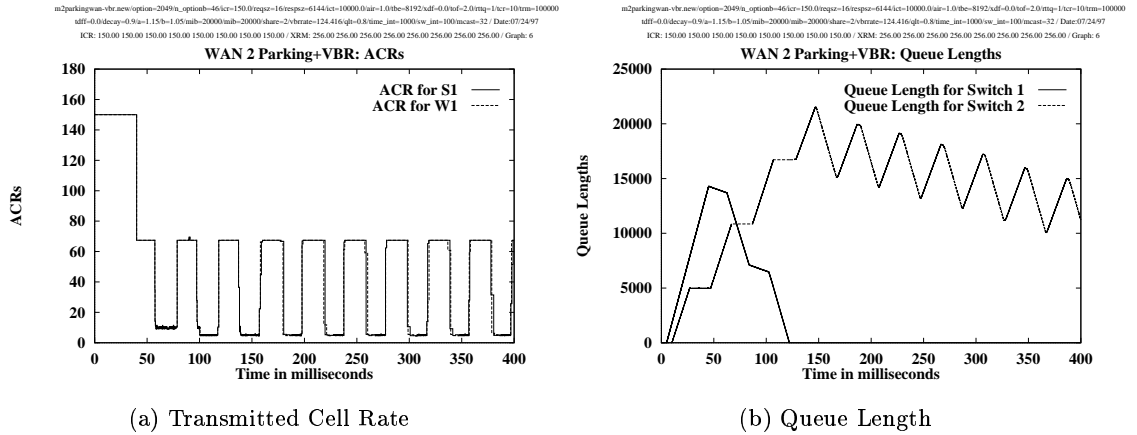 m2parkingwan-vbr.new/option=2049/n_optionb=46/icr=150.0/reqsz=16/respsz=6144/ict=10000.0/air=1.0/tbe=8192/xdf=0.0/tof=2.0/rttq=1/tcr=10/trm=100000
tdff=0.0/decay=0.9/a=1.15/b=1.05/mib=20000/mib=20000/share=2/vbrrate=-124.416/qlt=0.8/time_int=1000/sw_int=100/mcast=32 / Date:07/24/97
ICR: 150.00 150.00 150.00 150.00 150.00 150.00 150.00 / XRM: 256.00 256.00 256.00 256.00 256.00 256.00 256.00 / Graph: 6
WAN 2 Parking+VBR: ACRs
180
160
140
120
100
80
60
40
20
0
ACRs
ACR for S1
ACR for W1
0 50 100 150 200 250 300 350 400
Time in milliseconds
(a) Transmitted Cell Rate
m2parkingwan-vbr.new/option=2049/n_optionb=46/icr=150.0/reqsz=16/respsz=6144/ict=10000.0/air=1.0/tbe=8192/xdf=0.0/tof=2.0/rttq=1/tcr=10/trm=100000
tdff=0.0/decay=0.9/a=1.15/b=1.05/mib=20000/mib=20000/share=2/vbrrate=-124.416/qlt=0.8/time_int=1000/sw_int=100/mcast=32 / Date:07/24/97
ICR: 150.00 150.00 150.00 150.00 150.00 150.00 150.00 / XRM: 256.00 256.00 256.00 256.00 256.00 256.00 256.00 / Graph: 6
WAN 2 Parking+VBR: Queue Lengths
25000
20000
15000
10000
5000
0
Queue Lengths
Queue Length for Switch 1
Queue Length for Switch 2
0 50 100 150 200 250 300 350 400
Time in milliseconds
(b) Queue Length